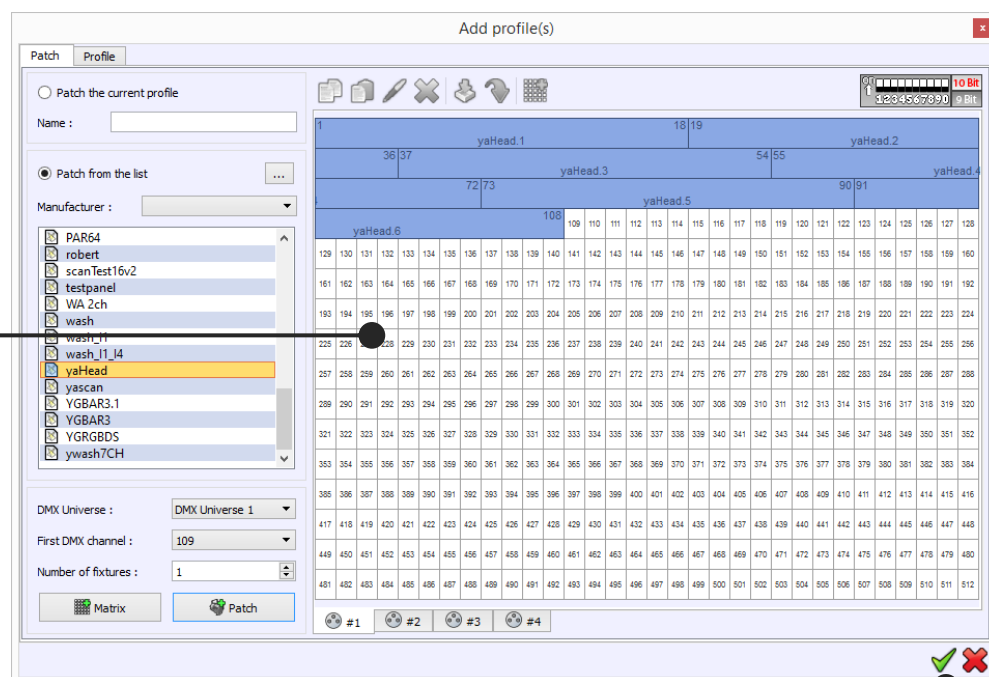 Add profile(s)
x
Patch Profile
Patch the current profile
Name :
Patch from the list ...
Manufacturer :
PAR64
robert
scanTest16v2
testpanel
WA 2ch
wash
wash_l1
wash_l1_l4
yaHead
yascan
YGBAR3.1
YGBAR3
YGRGBDS
ywash7CH
DMX Universe : DMX Universe 1
First DMX channel : 109
Number of fixtures : 1
Matrix Patch
10 Bit
1234567890 9 Bit
1 18 19
yaHead.1 yaHead.2
36 37 54 55
yaHead.3 yaHead.4
72 73 90 91
yaHead.5
108
yaHead.6
109 110 111 112 113 114 115 116 117 118 119 120 121 122 123 124 125 126 127 128
129 130 131 132 133 134 135 136 137 138 139 140 141 142 143 144 145 146 147 148 149 150 151 152 153 154 155 156 157 158 159 160
161 162 163 164 165 166 167 168 169 170 171 172 173 174 175 176 177 178 179 180 181 182 183 184 185 186 187 188 189 190 191 192
193 194 195 196 197 198 199 200 201 202 203 204 205 206 207 208 209 210 211 212 213 214 215 216 217 218 219 220 221 222 223 224
225 226 228 229 230 231 232 233 234 235 236 237 238 239 240 241 242 243 244 245 246 247 248 249 250 251 252 253 254 255 256
257 258 259 260 261 262 263 264 265 266 267 268 269 270 271 272 273 274 275 276 277 278 279 280 281 282 283 284 285 286 287 288
289 290 291 292 293 294 295 296 297 298 299 300 301 302 303 304 305 306 307 308 309 310 311 312 313 314 315 316 317 318 319 320
321 322 323 324 325 326 327 328 329 330 331 332 333 334 335 336 337 338 339 340 341 342 343 344 345 346 347 348 349 350 351 352
353 354 355 356 357 358 359 360 361 362 363 364 365 366 367 368 369 370 371 372 373 374 375 376 377 378 379 380 381 382 383 384
385 386 387 388 389 390 391 392 393 394 395 396 397 398 399 400 401 402 403 404 405 406 407 408 409 410 411 412 413 414 415 416
417 418 419 420 421 422 423 424 425 426 427 428 429 430 431 432 433 434 435 436 437 438 439 440 441 442 443 444 445 446 447 448
449 450 451 452 453 454 455 456 457 458 459 460 461 462 463 464 465 466 467 468 469 470 471 472 473 474 475 476 477 478 479 480
481 482 483 484 485 486 487 488 489 490 491 492 493 494 495 496 497 498 499 500 501 502 503 504 505 506 507 508 509 510 511 512
#1 #2 #3 #4